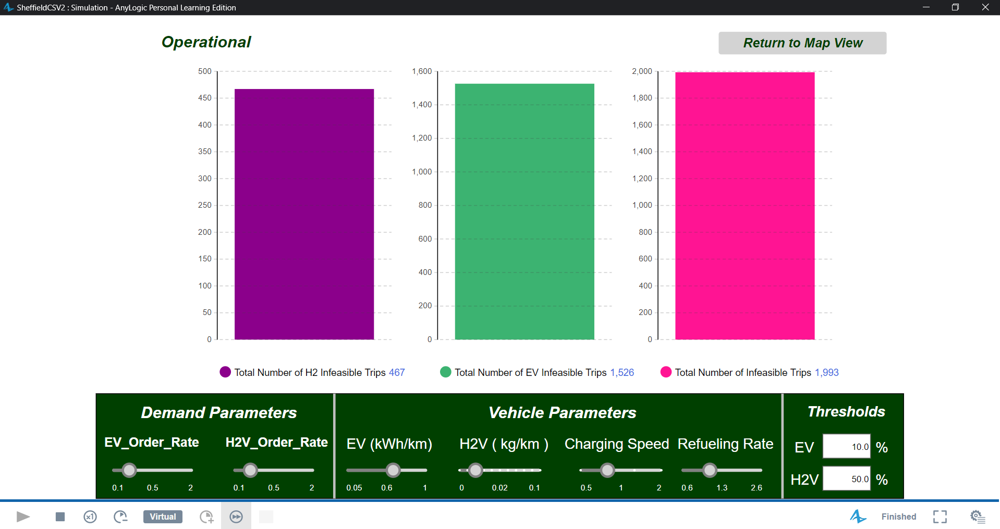 SheffieldCSV2 : Simulation - AnyLogic Personal Learning Edition
Operational
Return to Map View
500
450
400
350
300
250
200
150
100
50
0
1,600
1,400
1,200
1,000
800
600
400
200
0
2,000
1,800
1,600
1,400
1,200
1,000
800
600
400
200
0
Total Number of H2 Infeasible Trips 467
Total Number of EV Infeasible Trips 1,526
Total Number of Infeasible Trips 1,993
Demand Parameters
EV_Order_Rate
0.1 0.5 2
H2V_Order_Rate
0.1 0.5 2
Vehicle Parameters
EV (kWh/km)
0.05 0.6 1
H2V ( kg/km )
0 0.02 0.1
Charging Speed
0.5 1 2
Refueling Rate
0.6 1.3 2.6
Thresholds
EV 10.0 %
H2V 50.0 %
x1
Virtual
Finished